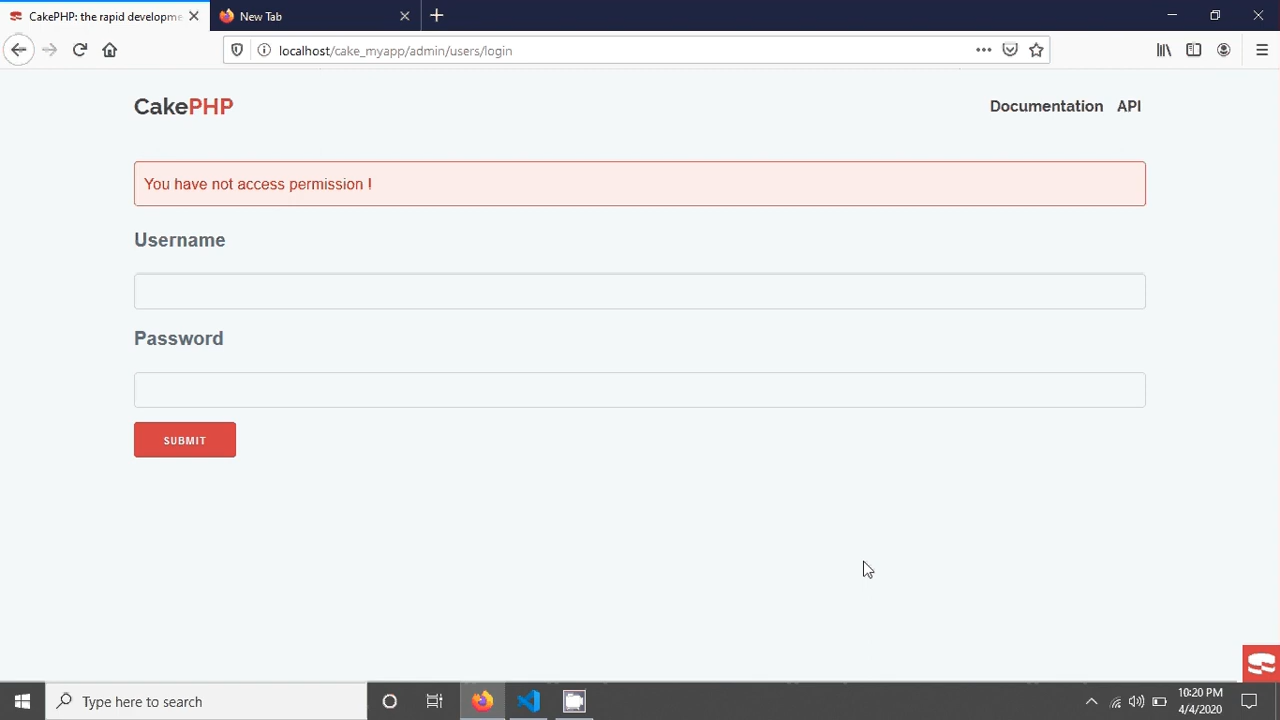 CakePHP: the rapid developme
New Tab
localhost/cake_myapp/admin/users/login
CakePHP
Documentation
API
You have not access permission !
Username
Password
SUBMIT
Type here to search
10:20 PM
4/4/2020